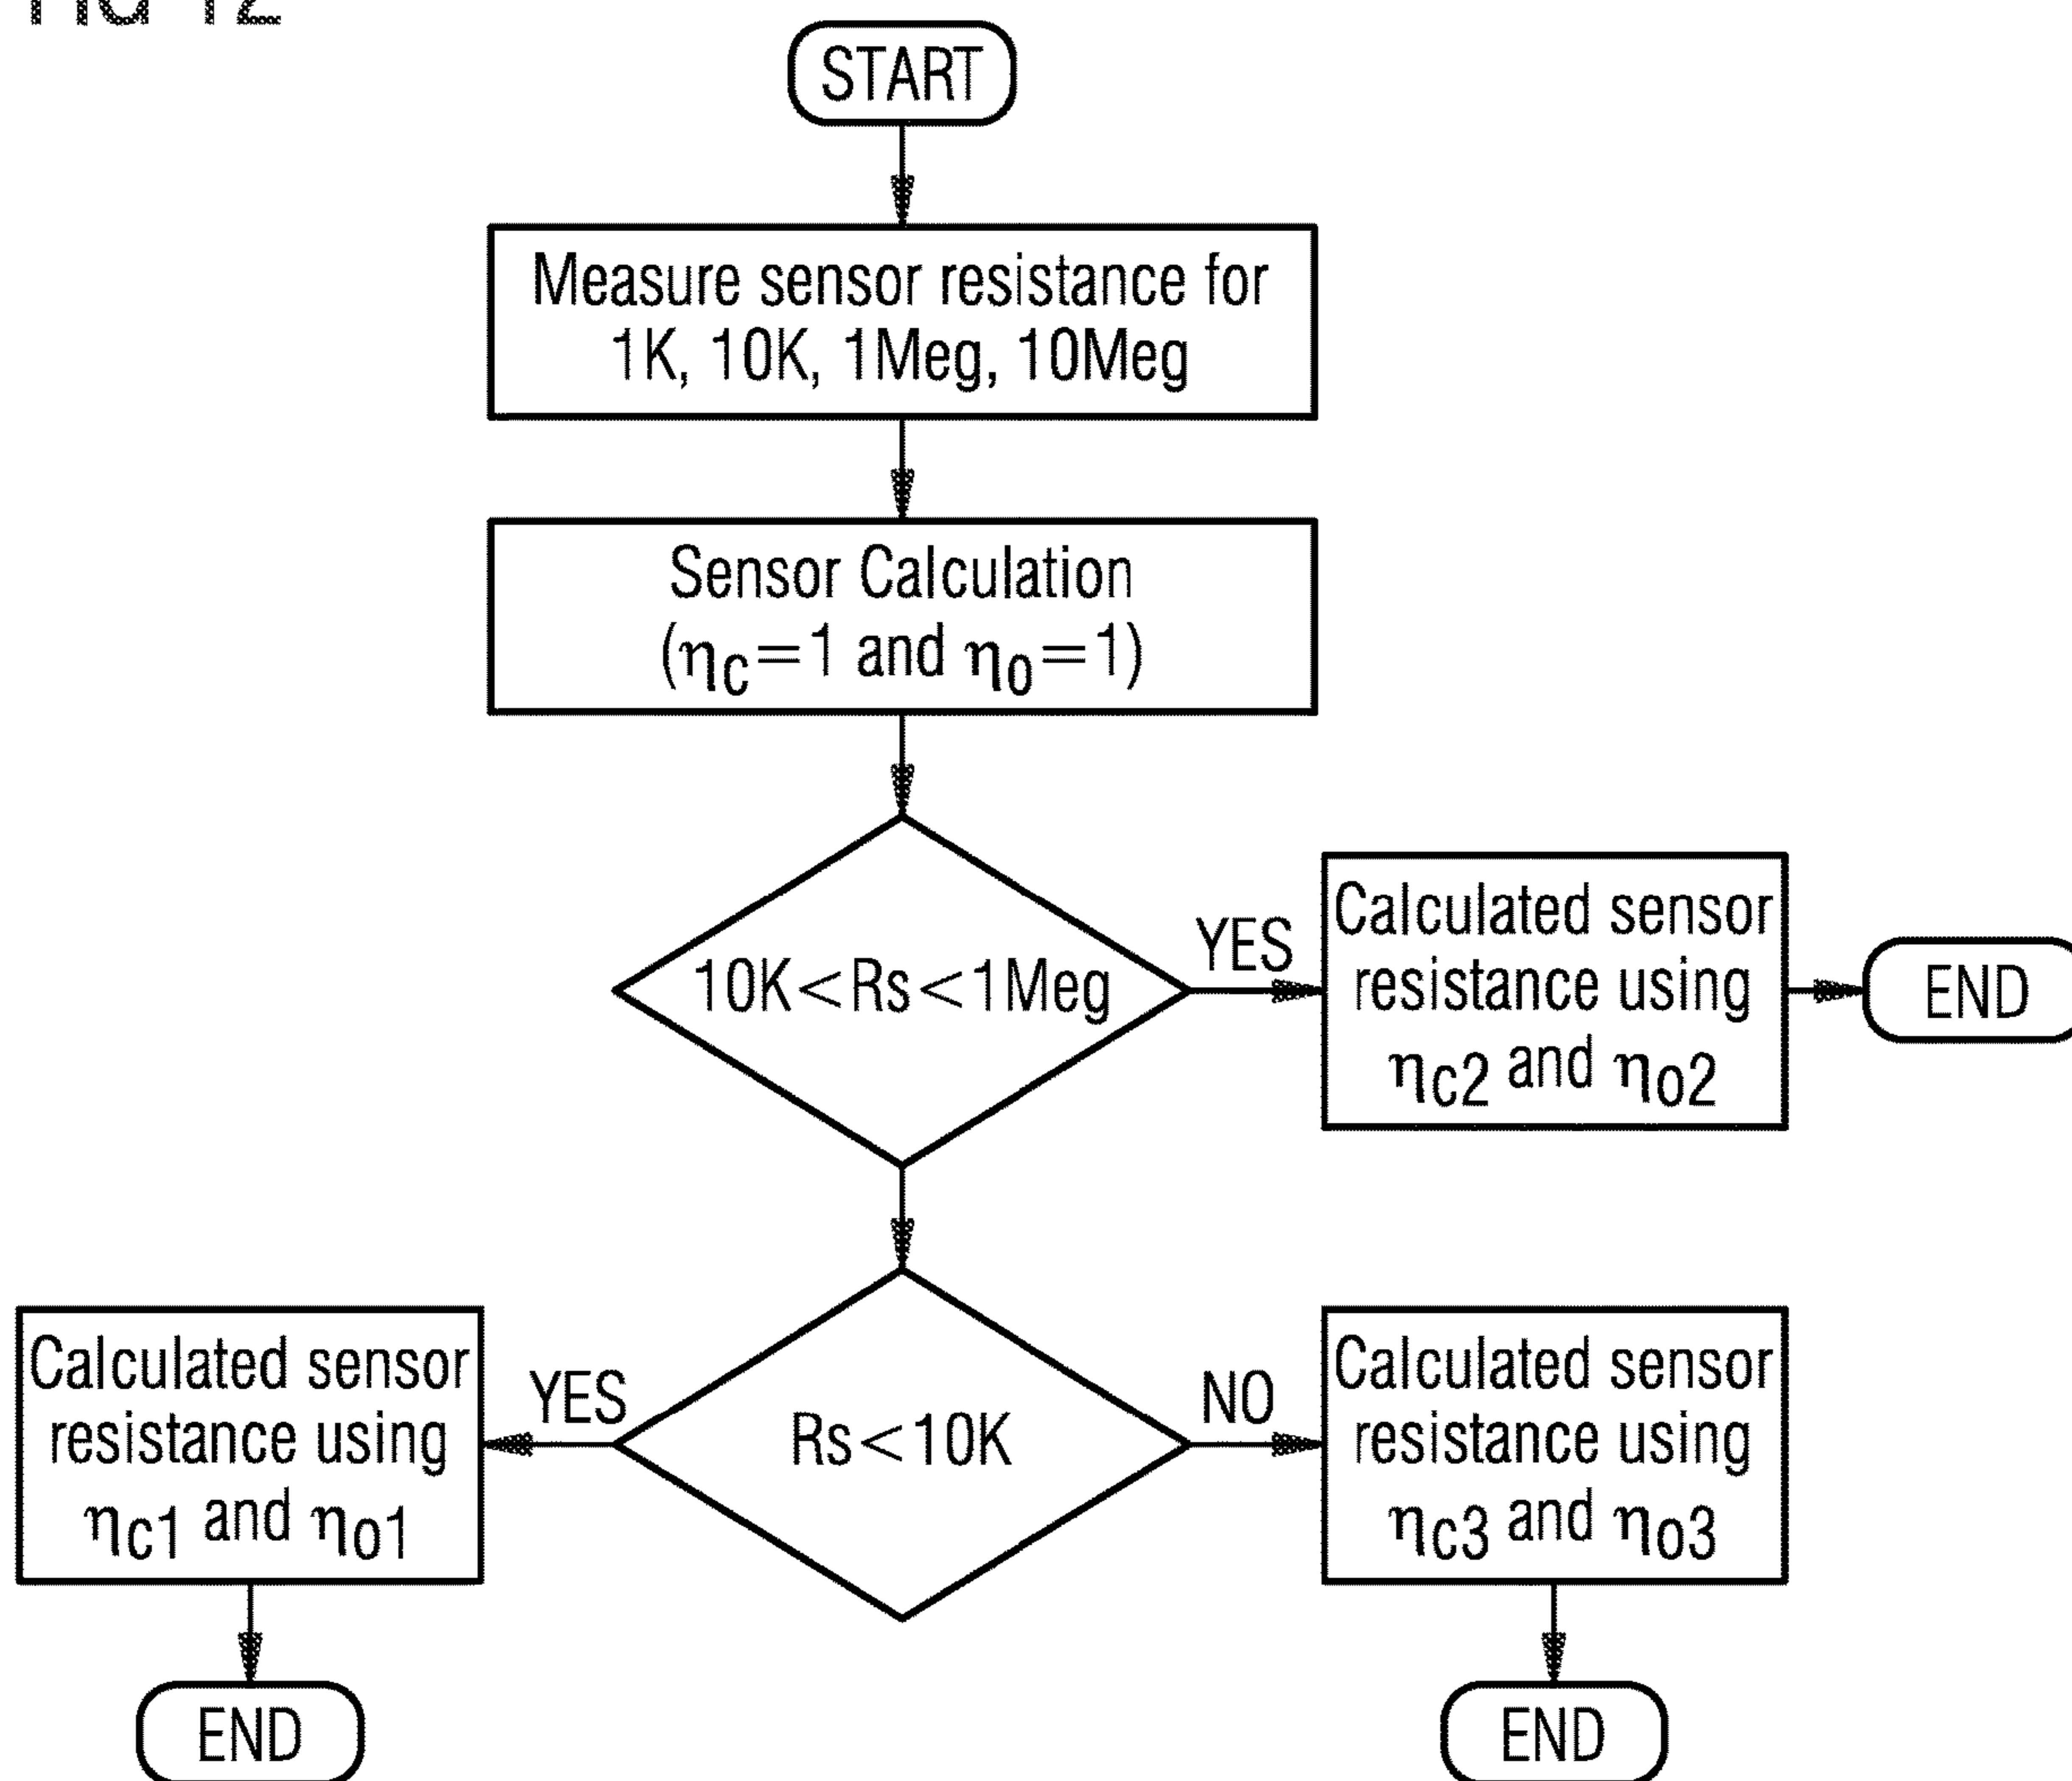 FIG 12
START
Measure sensor resistance for
1K, 10K, 1Meg, 10Meg
Sensor Calculation
(ηc=1 and ηo=1)
10K<Rs<1Meg
YES
Calculated sensor
resistance using
ηc2 and ηo2
END
Rs<10K
YES
Calculated sensor
resistance using
ηc1 and ηo1
END
NO
Calculated sensor
resistance using
ηc3 and ηo3
END